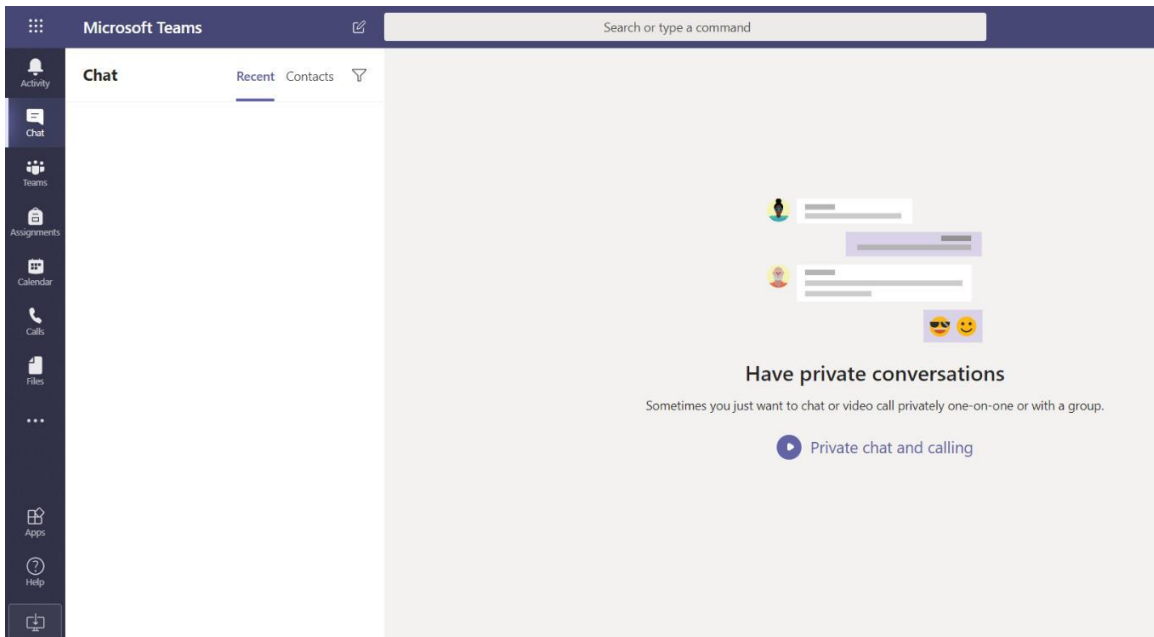 Microsoft Teams
Search or type a command
Activity
Chat
Teams
Assignments
Calendar
Calls
Files
Apps
Help
Chat
Recent Contacts
Have private conversations
Sometimes you just want to chat or video call privately one-on-one or with a group.
Private chat and calling